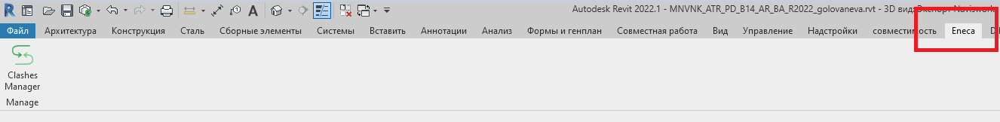 Autodesk Revit 2022.1 - MNVNK_ATR_PD_B14_AR_BA_R2022_golovaneva.rvt - 3D вид: Экспорт Navisworks
Файл Архитектура Конструкция Сталь Сборные элементы Системы Вставить Аннотации Анализ Формы и генплан Совместная работа Вид Управление Надстройки совместимость Eneca
Clashes
Manager
Manage